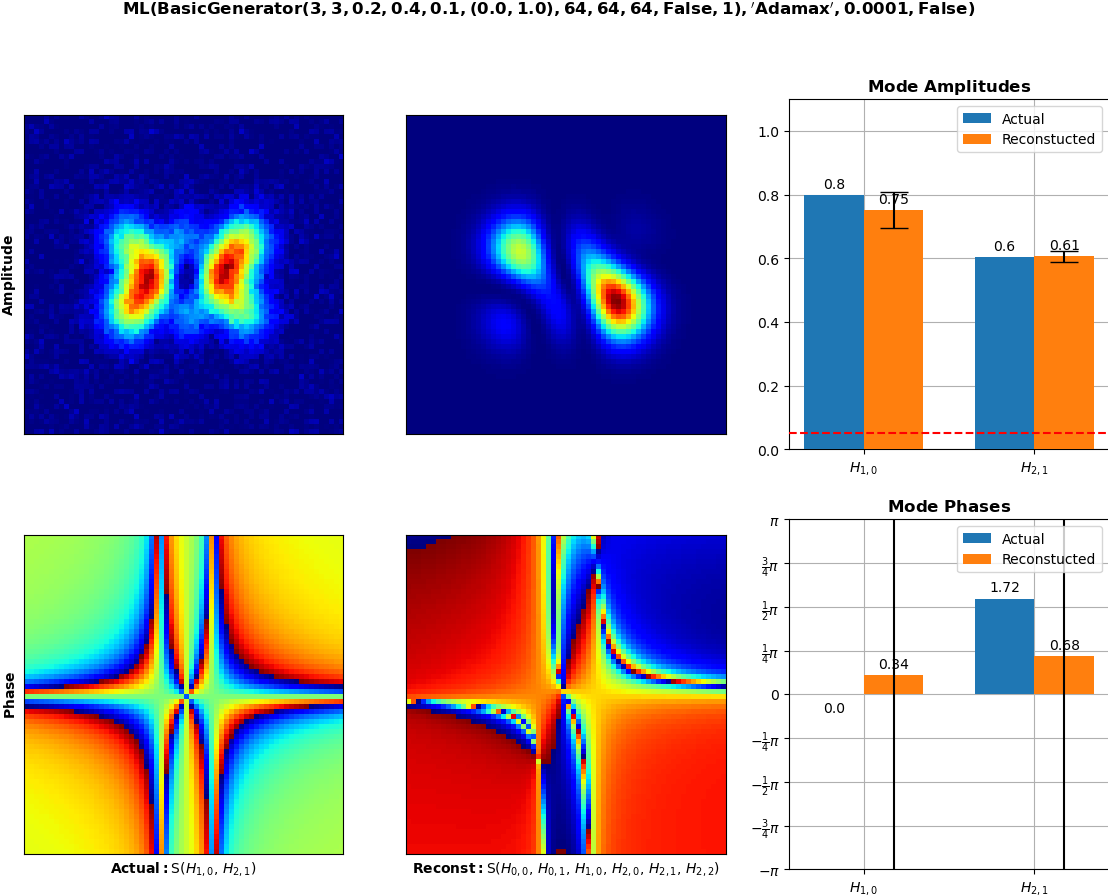 ML(BasicGenerator(3, 3, 0.2, 0.4, 0.1, (0.0, 1.0), 64, 64, 64, False, 1), ′Adamax′, 0.0001, False)
Amplitude
Mode Amplitudes
Actual
Reconstucted
1.0
0.8
0.6
0.4
0.2
0.0
0.8
0.75
0.6
0.61
H1, 0
H2, 1
Phase
Actual: S(H1, 0, H2, 1)
Reconst: S(H0, 0, H0, 1, H1, 0, H2, 0, H2, 1, H2, 2)
Mode Phases
Actual
Reconstucted
π
3/4π
1/2π
1/4π
0
−1/4π
−1/2π
−3/4π
−π
0.0
0.34
1.72
0.68
H1, 0
H2, 1